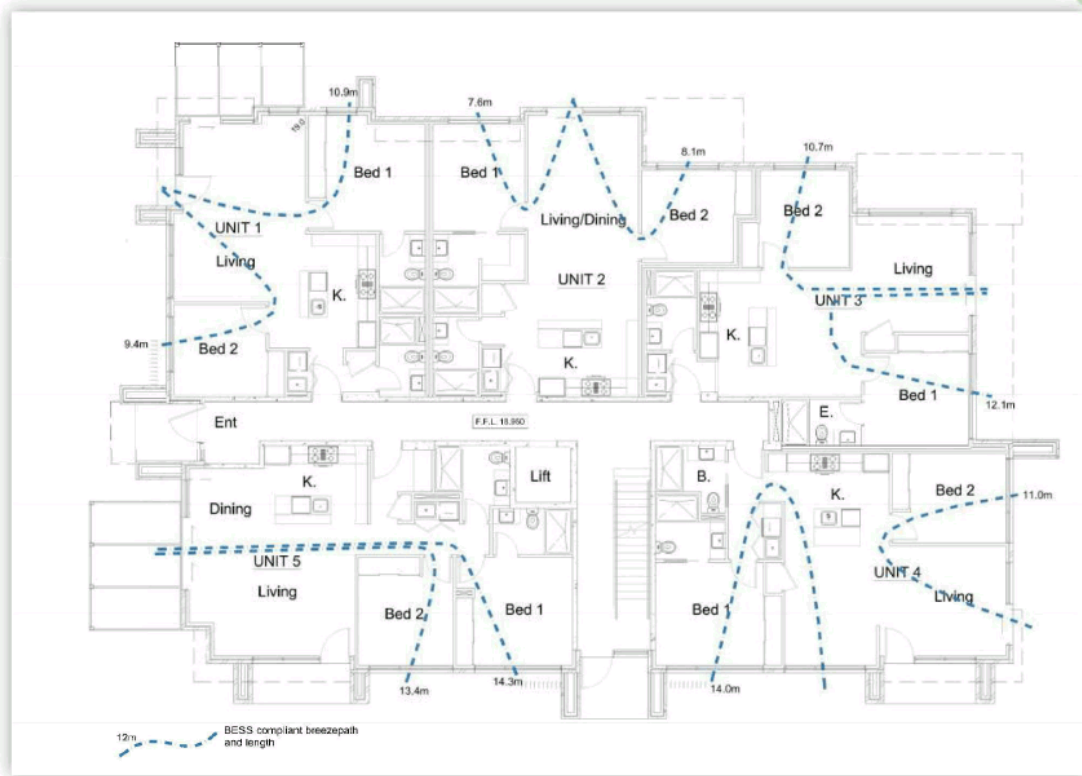 10.9m
7.6m
19.0
8.1m
10.7m
Bed 1
Bed 1
Bed 2
Bed 2
Living/Dining
UNIT 1
Living
Living
UNIT 2
K.
UNIT 3
K.
9.4m
Bed 2
K.
Bed 1
12.1m
E.
Ent
F.F.L. 18.960
K.
Lift
B.
K.
Bed 2
11.0m
Dining
UNIT 5
Living
UNIT 4
Living
Bed 2
Bed 1
Bed 1
13.4m
14.3m
14.0m
12m
BESS compliant breezepath
and length